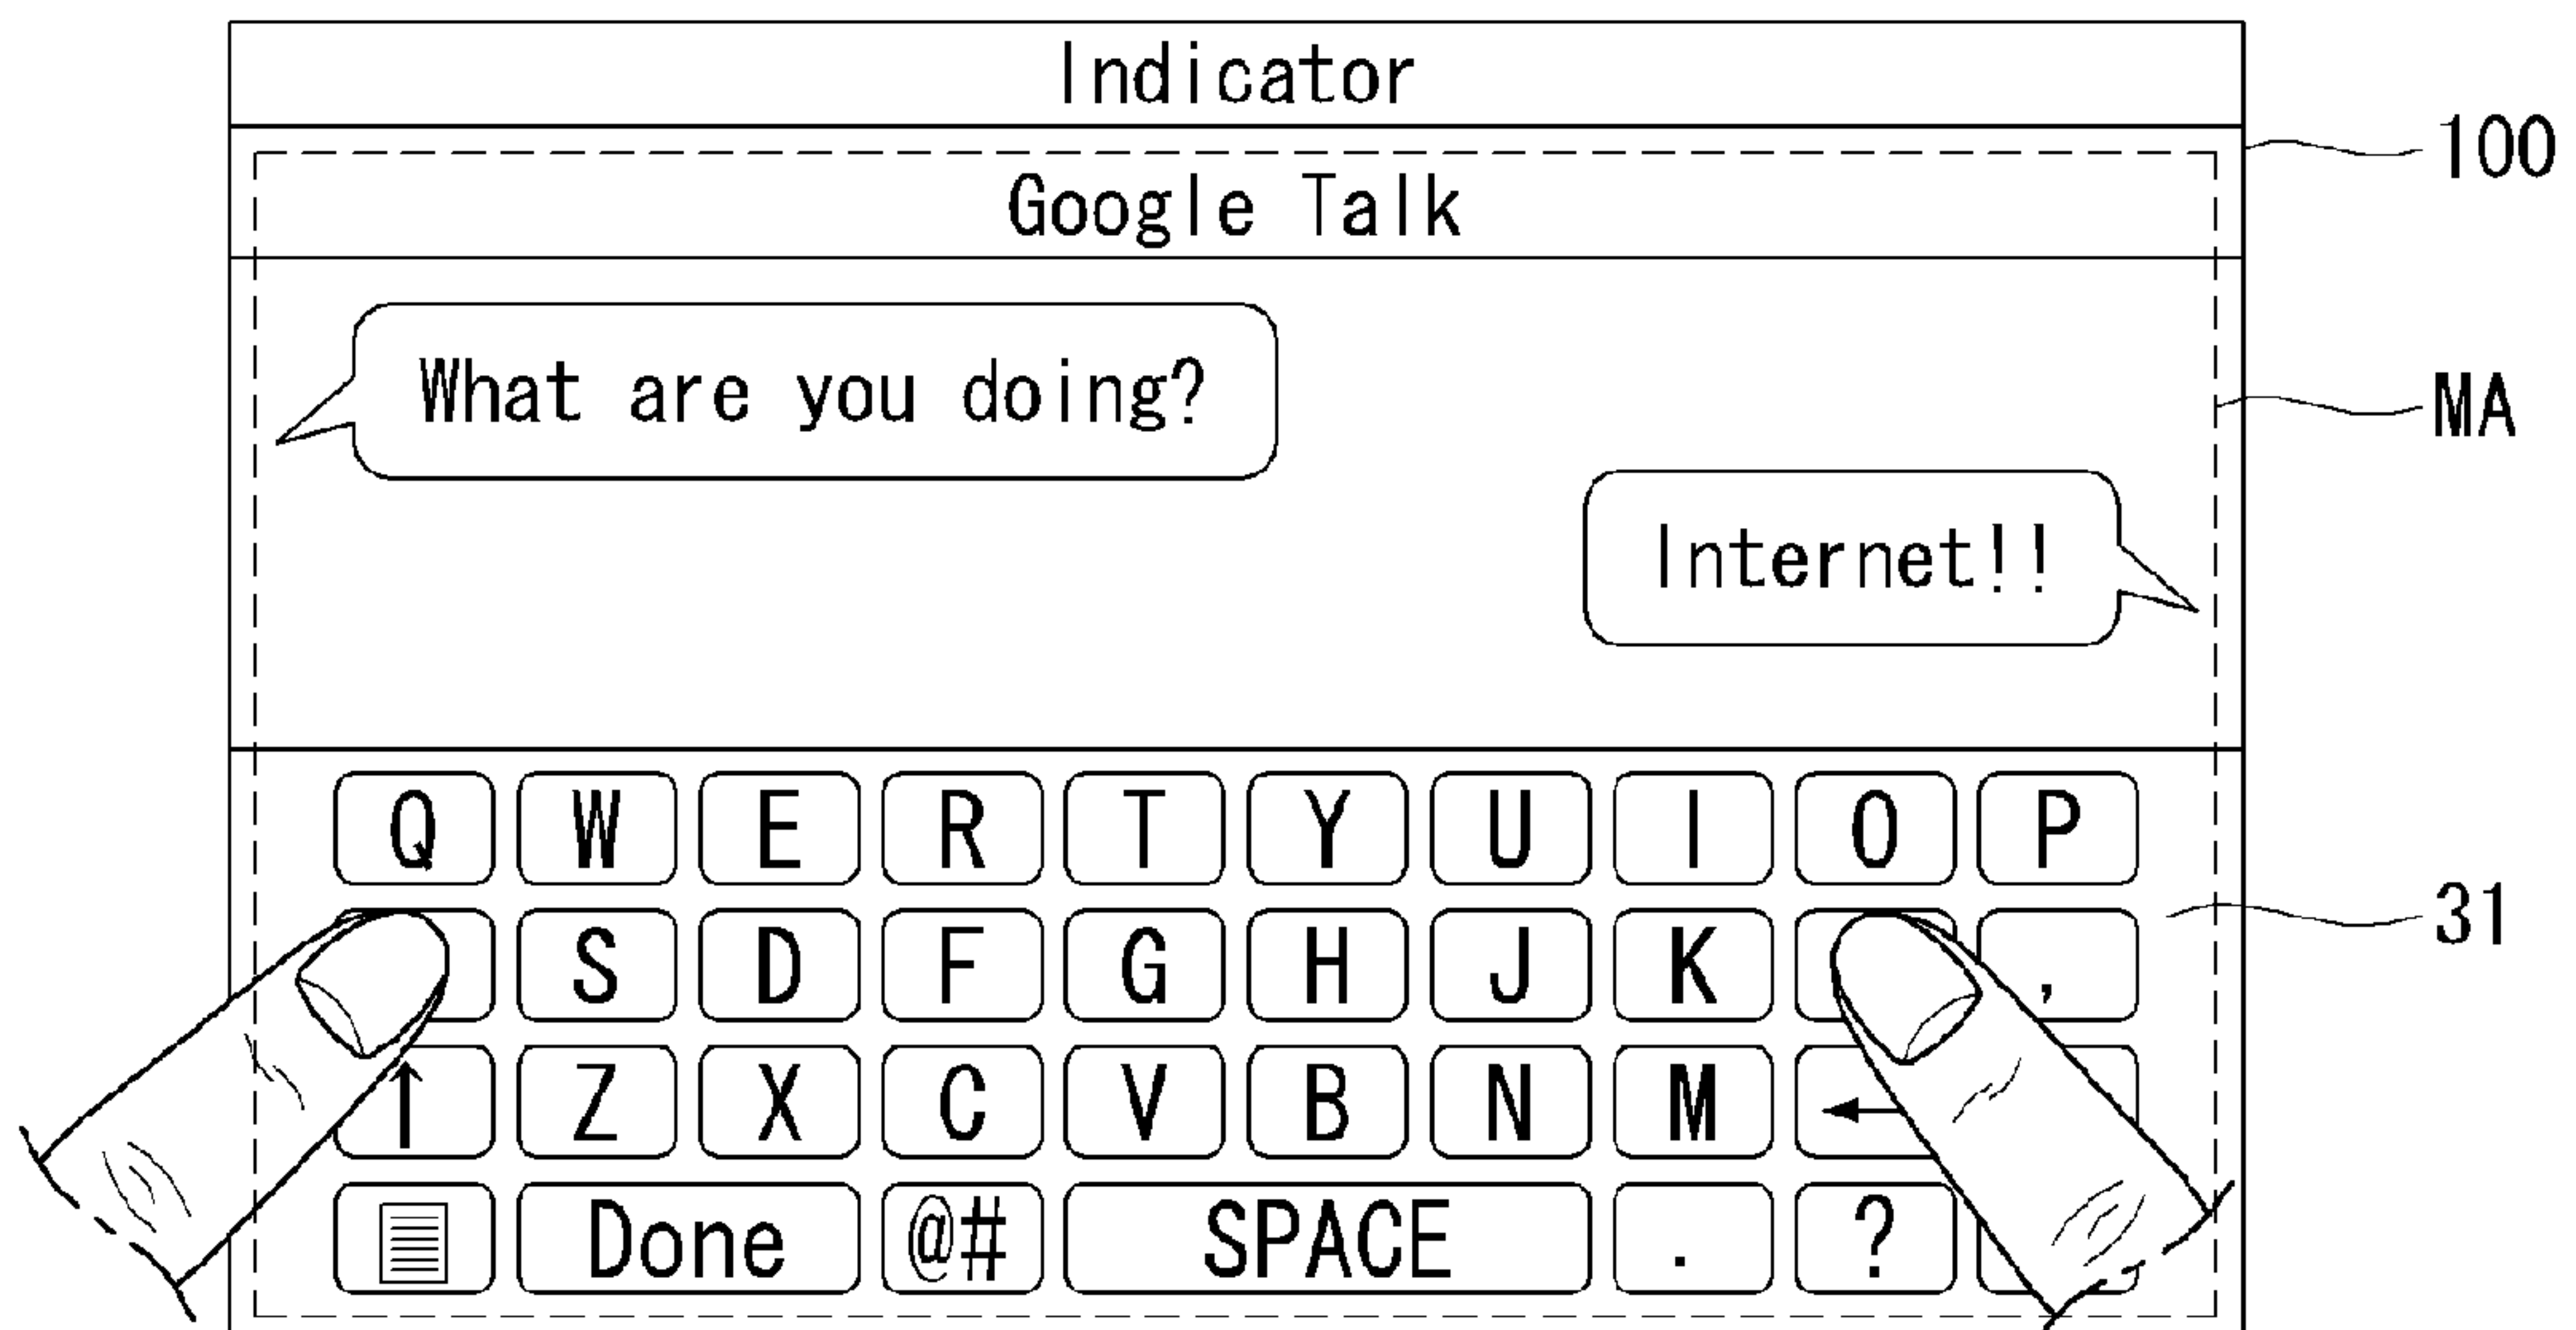 Indicator
100
Google Talk
What are you doing?
MA
Internet!!
Q W E R T Y U I O P
S D F G H J K ,
31
↑ Z X C V B N M ←
Done @# SPACE . ?